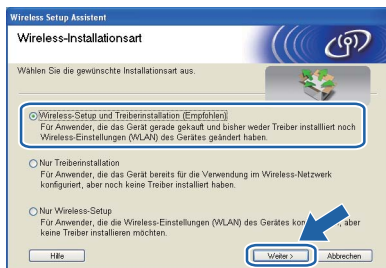 Wireless Setup Assistent
Wireless-Installationsart
Wählen Sie die gewünschte Installationsart aus.
Wireless-Setup und Treiberinstallation (Empfohlen)
Für Anwender, die das Gerät gerade gekauft und bisher weder Treiber installliert noch
Wireless-Einstellungen (WLAN) des Gerätes geändert haben.
Nur Treiberinstallation
Für Anwender, die das Gerät bereits für die Verwendung im Wireless-Netzwerk
konfiguriert, aber noch keine Treiber installiert haben.
Nur Wireless-Setup
Für Anwender, die die Wireless-Einstellungen (WLAN) des Gerätes aber
keine Treiber installieren möchten.
Hilfe Weiter > Abbrechen